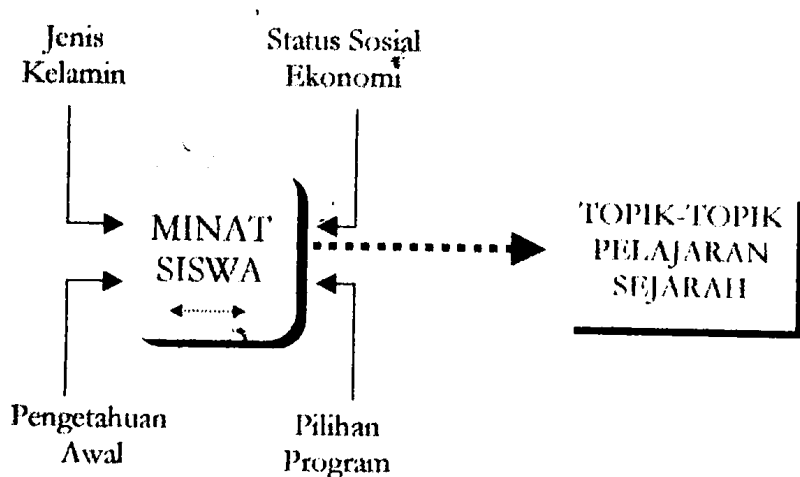 Jenis
Kelamin
Status Sosial
Ekonomi
MINAT
SISWA
TOPIK-TOPIK
PELAJARAN
SEJARAH
Pengetahuan
Awal
Pilihan
Program